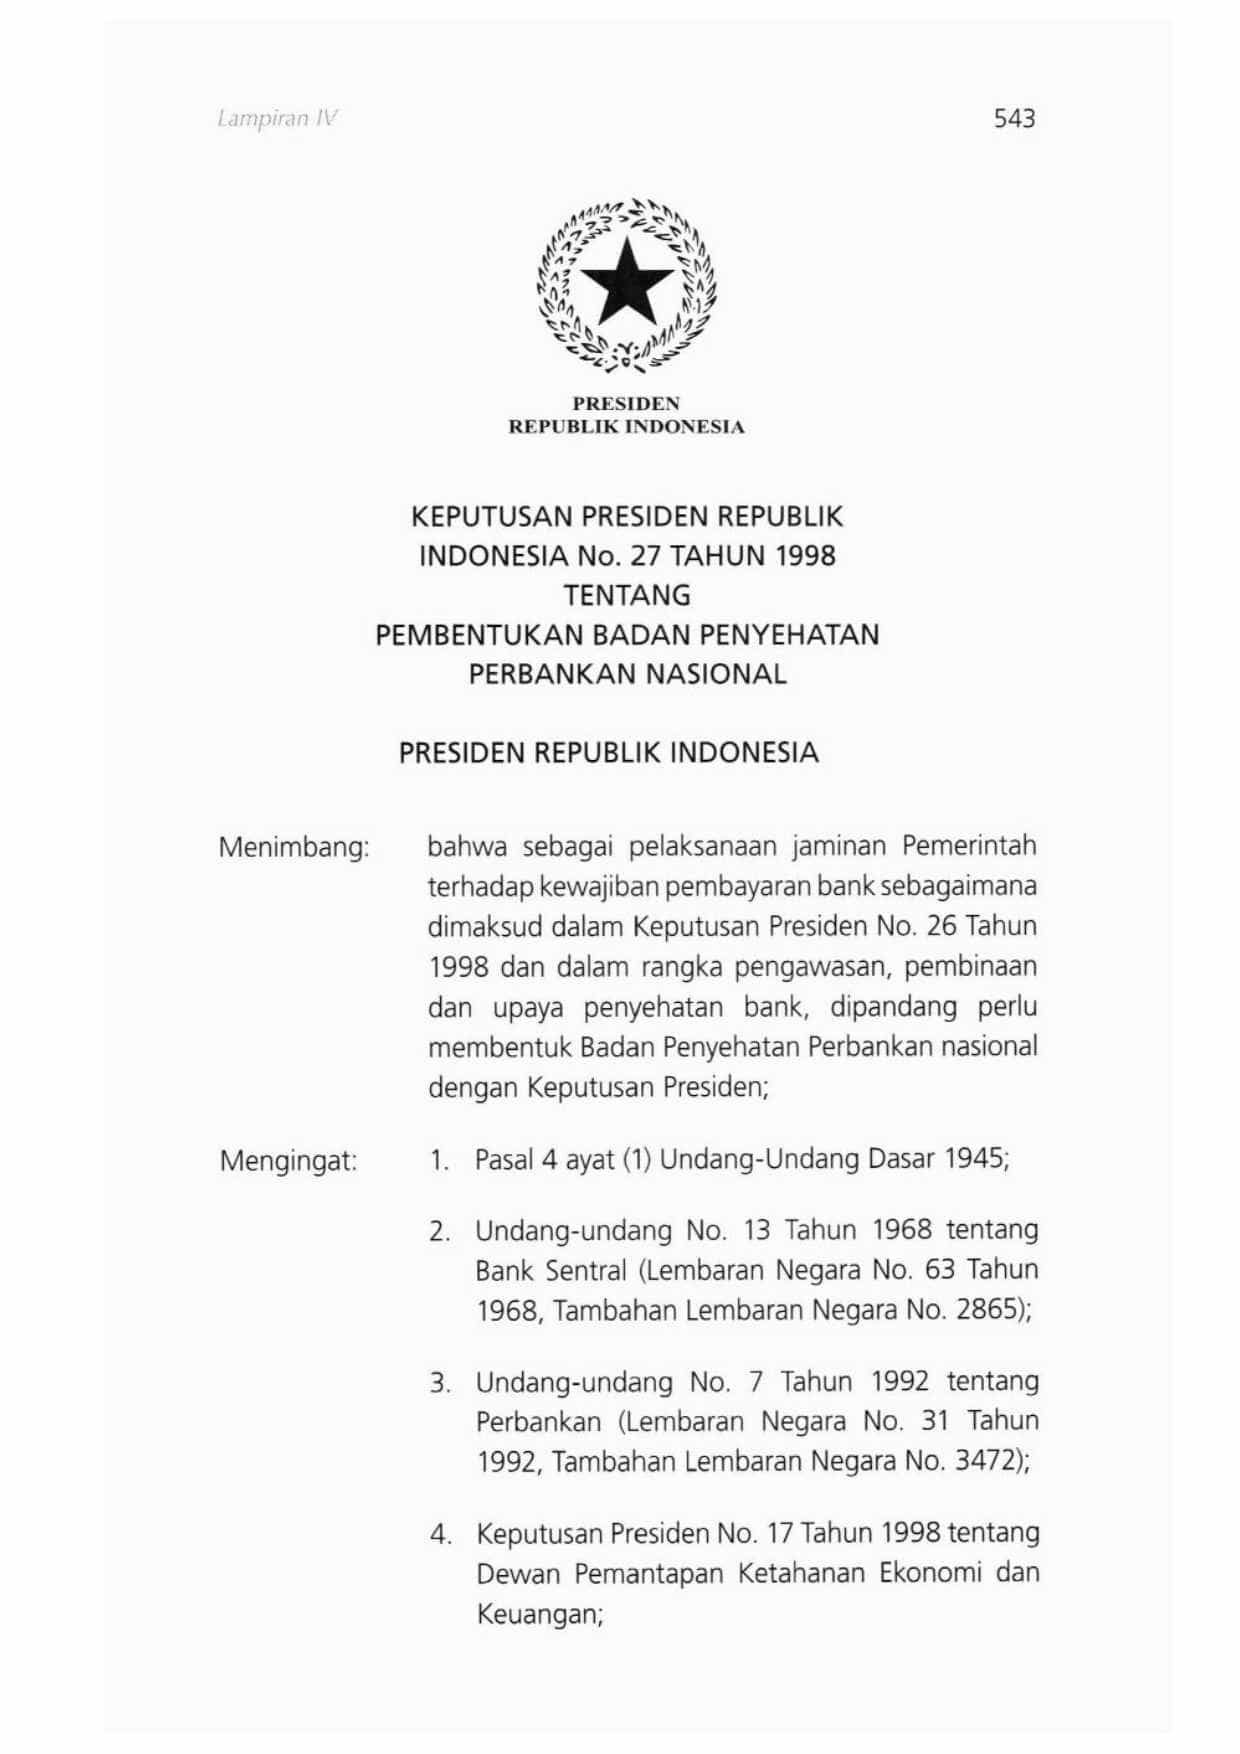 Lampiran IV
543
PRESIDEN
REPUBLIK INDONESIA
KEPUTUSAN PRESIDEN REPUBLIK
INDONESIA No. 27 TAHUN 1998
TENTANG
PEMBENTUKAN BADAN PENYEHATAN
PERBANKAN NASIONAL
PRESIDEN REPUBLIK INDONESIA
Menimbang: bahwa sebagai pelaksanaan jaminan Pemerintah
terhadap kewajiban pembayaran bank sebagaimana
dimaksud dalam Keputusan Presiden No. 26 Tahun
1998 dan dalam rangka pengawasan, pembinaan
dan upaya penyehatan bank, dipandang perlu
membentuk Badan Penyehatan Perbankan nasional
dengan Keputusan Presiden;
Mengingat: 1. Pasal 4 ayat (1) Undang-Undang Dasar 1945;
2. Undang-undang No. 13 Tahun 1968 tentang
Bank Sentral (Lembaran Negara No. 63 Tahun
1968, Tambahan Lembaran Negara No. 2865);
3. Undang-undang No. 7 Tahun 1992 tentang
Perbankan (Lembaran Negara No. 31 Tahun
1992, Tambahan Lembaran Negara No. 3472);
4. Keputusan Presiden No. 17 Tahun 1998 tentang
Dewan Pemantapan Ketahanan Ekonomi dan
Keuangan;